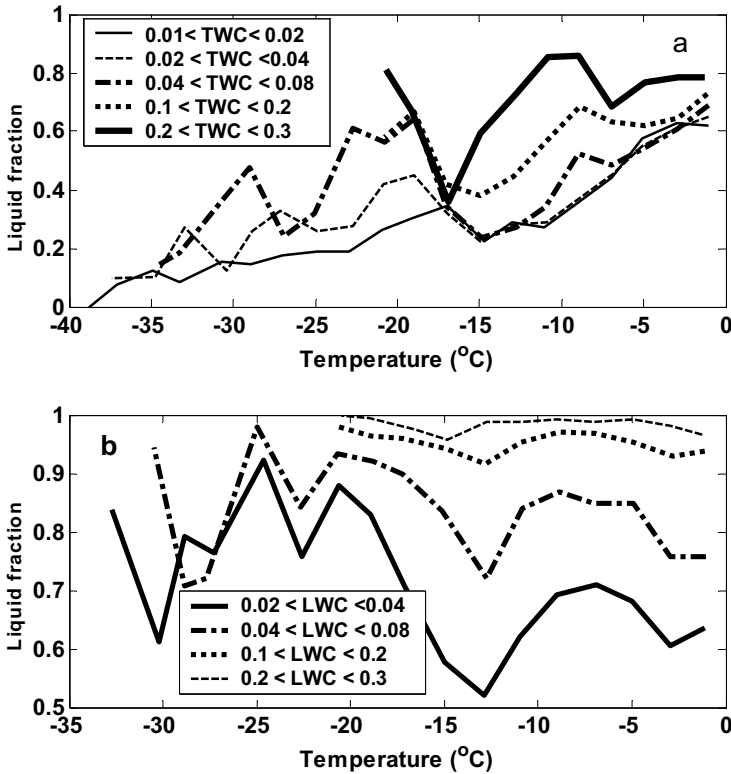 1
0.8
0.6
0.4
0.2
0
Liquid fraction
0.01< TWC< 0.02
0.02 < TWC <0.04
0.04 < TWC < 0.08
0.1 < TWC < 0.2
0.2 < TWC < 0.3
a
-40 -35 -30 -25 -20 -15 -10 -5 0
Temperature (°C)
1
0.9
0.8
0.7
0.6
0.5
Liquid fraction
b
0.02 < LWC <0.04
0.04 < LWC < 0.08
0.1 < LWC < 0.2
0.2 < LWC < 0.3
-35 -30 -25 -20 -15 -10 -5 0
Temperature (°C)